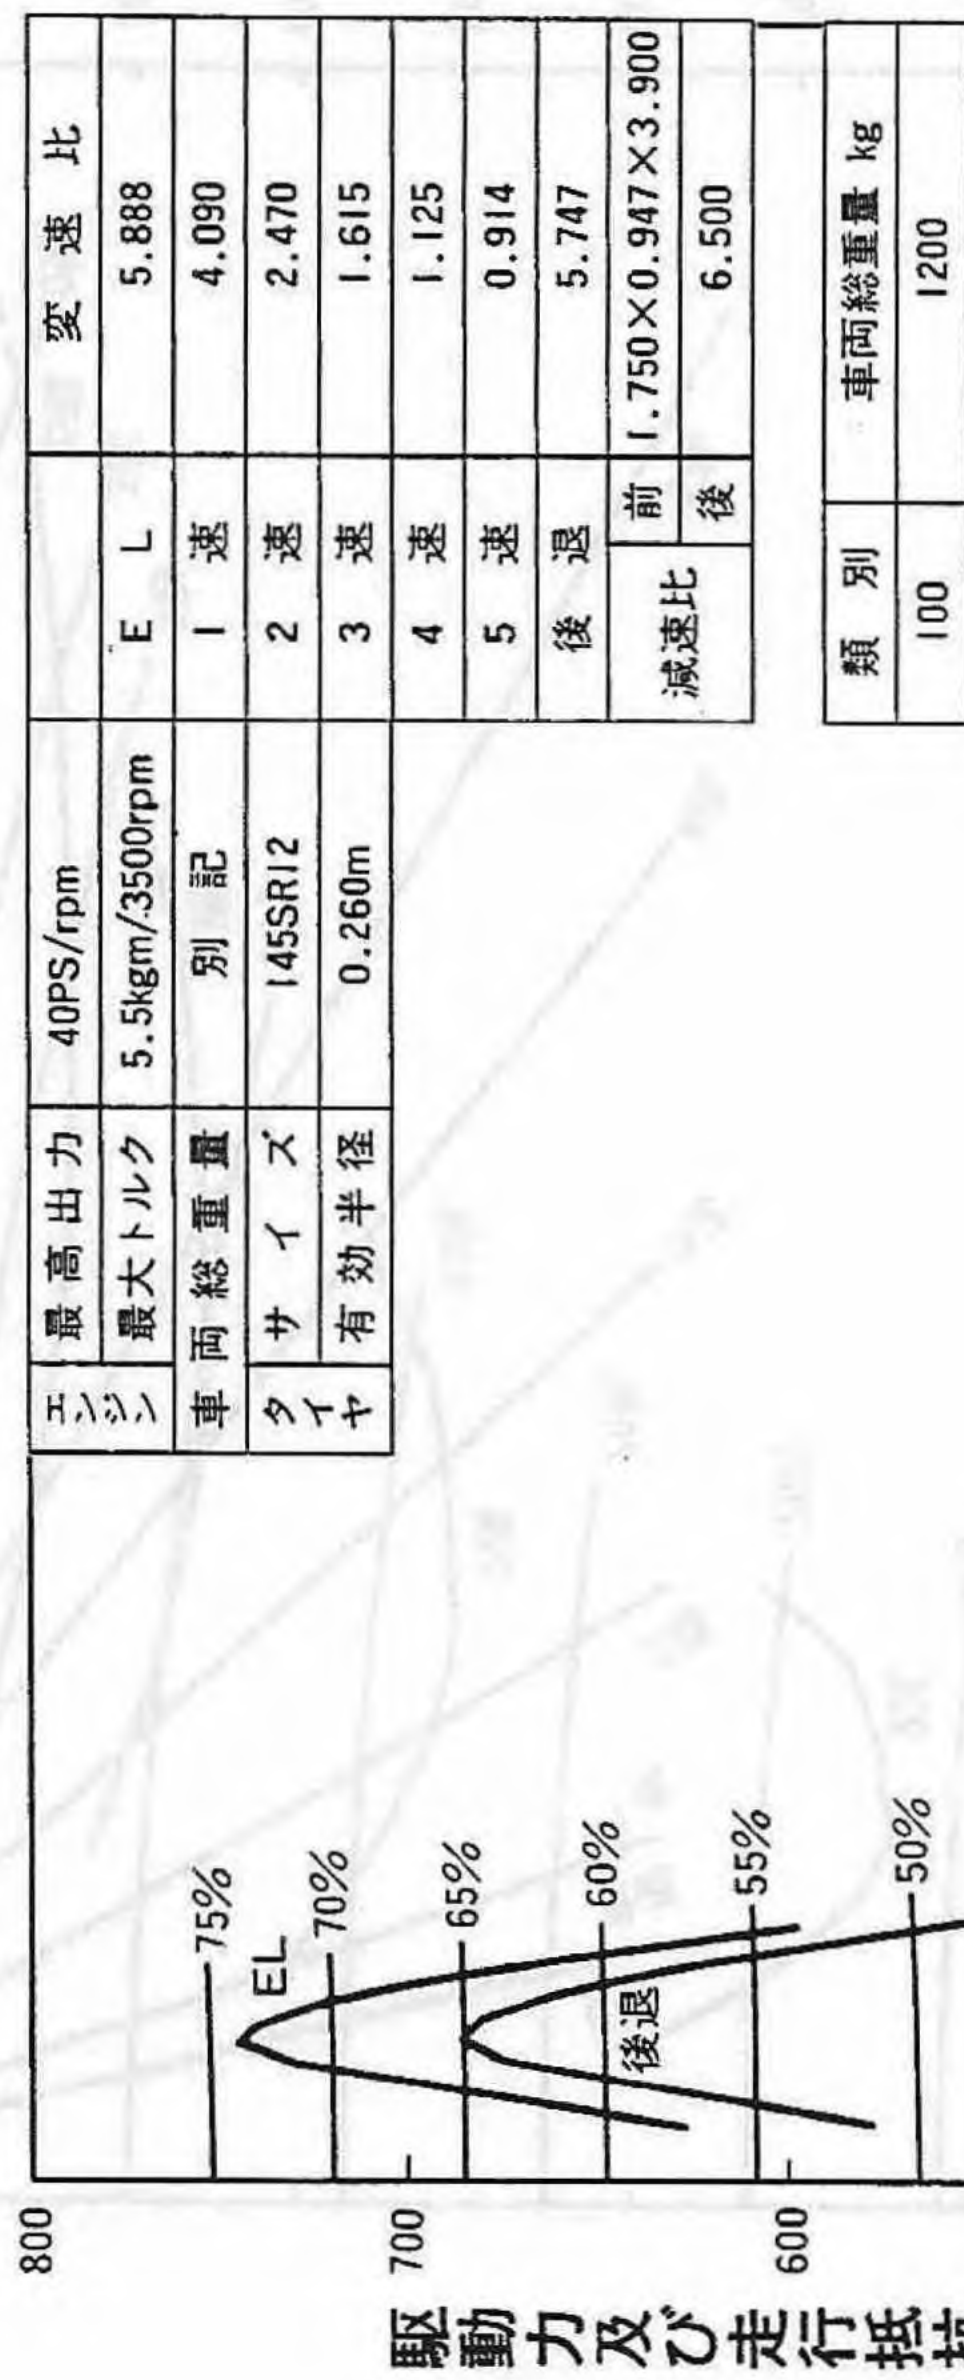 エンジン 最高出力 40PS/rpm
最大トルク 5.5kgm/3500rpm
車両総重量 別記
タイヤ サイズ 145SR12
有効半径 0.260m
変速比
EL 5.888
1速 4.090
2速 2.470
3速 1.615
4速 1.125
5速 0.914
後退 5.747
減速比 前 1.750×0.947×3.900
後 6.500
類別 車両総重量 kg
100 1200
800
700
600
駆動力及び走行抵抗
75%
EL
70%
65%
60%
後退
55%
50%